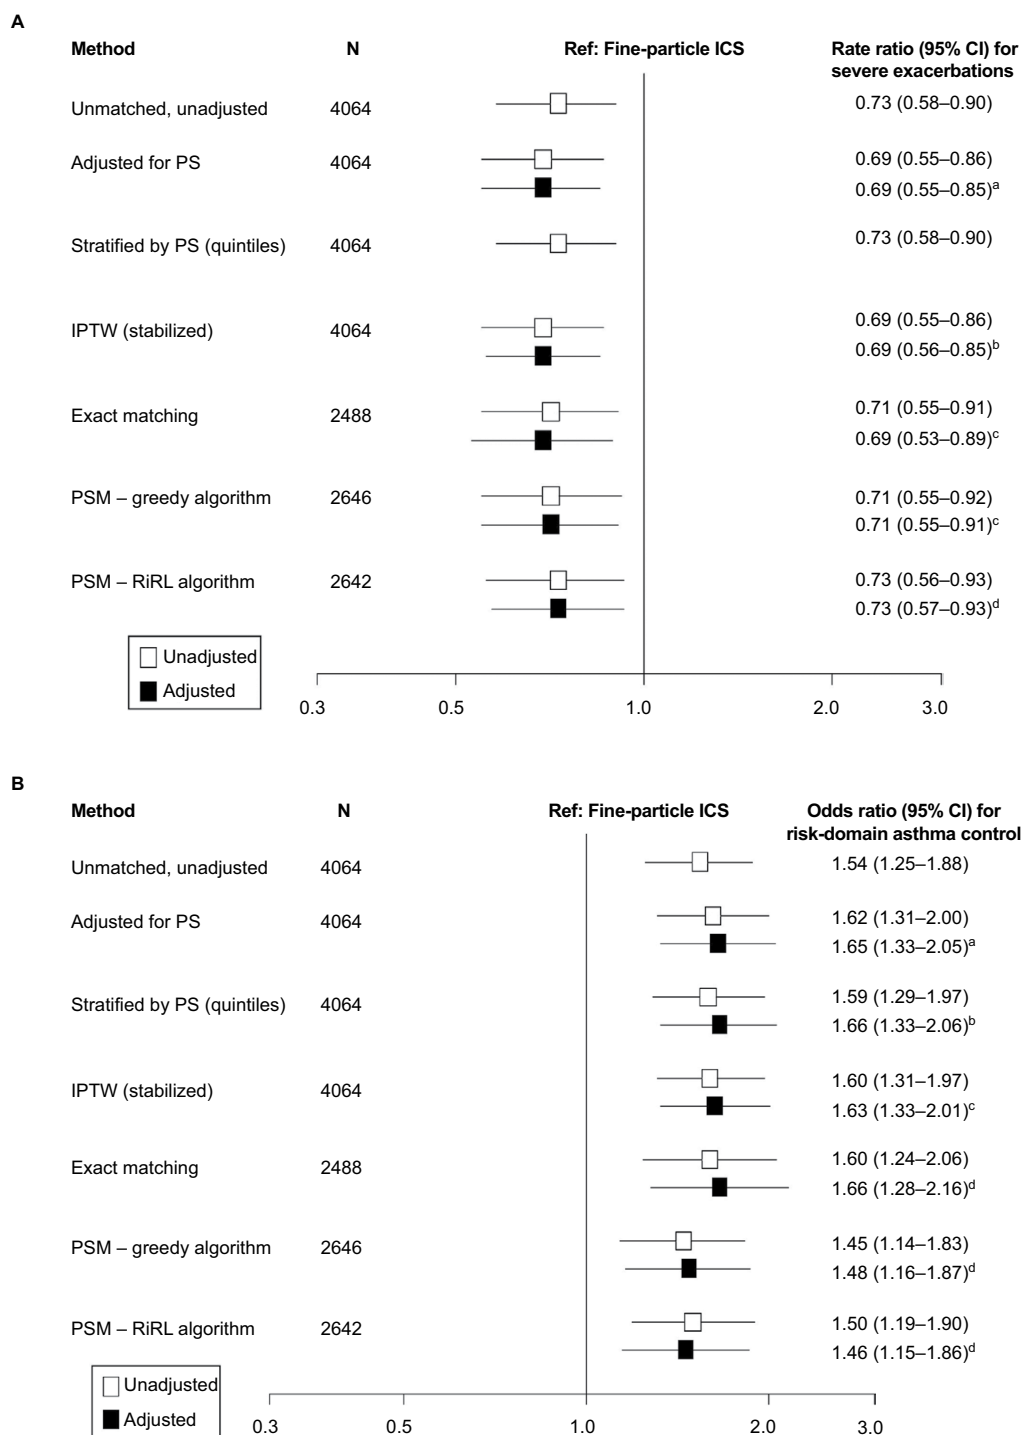 A
Method N Ref: Fine-particle ICS Rate ratio (95% CI) for
severe exacerbations
Unmatched, unadjusted 4064 0.73 (0.58–0.90)
Adjusted for PS 4064 0.69 (0.55–0.86)
0.69 (0.55–0.85)a
Stratified by PS (quintiles) 4064 0.73 (0.58–0.90)
IPTW (stabilized) 4064 0.69 (0.55–0.86)
0.69 (0.56–0.85)b
Exact matching 2488 0.71 (0.55–0.91)
0.69 (0.53–0.89)c
PSM – greedy algorithm 2646 0.71 (0.55–0.92)
0.71 (0.55–0.91)c
PSM – RiRL algorithm 2642 0.73 (0.56–0.93)
0.73 (0.57–0.93)d
Unadjusted
Adjusted
0.3 0.5 1.0 2.0 3.0
B
Method N Ref: Fine-particle ICS Odds ratio (95% CI) for
risk-domain asthma control
Unmatched, unadjusted 4064 1.54 (1.25–1.88)
Adjusted for PS 4064 1.62 (1.31–2.00)
1.65 (1.33–2.05)a
Stratified by PS (quintiles) 4064 1.59 (1.29–1.97)
1.66 (1.33–2.06)b
IPTW (stabilized) 4064 1.60 (1.31–1.97)
1.63 (1.33–2.01)c
Exact matching 2488 1.60 (1.24–2.06)
1.66 (1.28–2.16)d
PSM – greedy algorithm 2646 1.45 (1.14–1.83)
1.48 (1.16–1.87)d
PSM – RiRL algorithm 2642 1.50 (1.19–1.90)
1.46 (1.15–1.86)d
Unadjusted
Adjusted
0.3 0.5 1.0 2.0 3.0